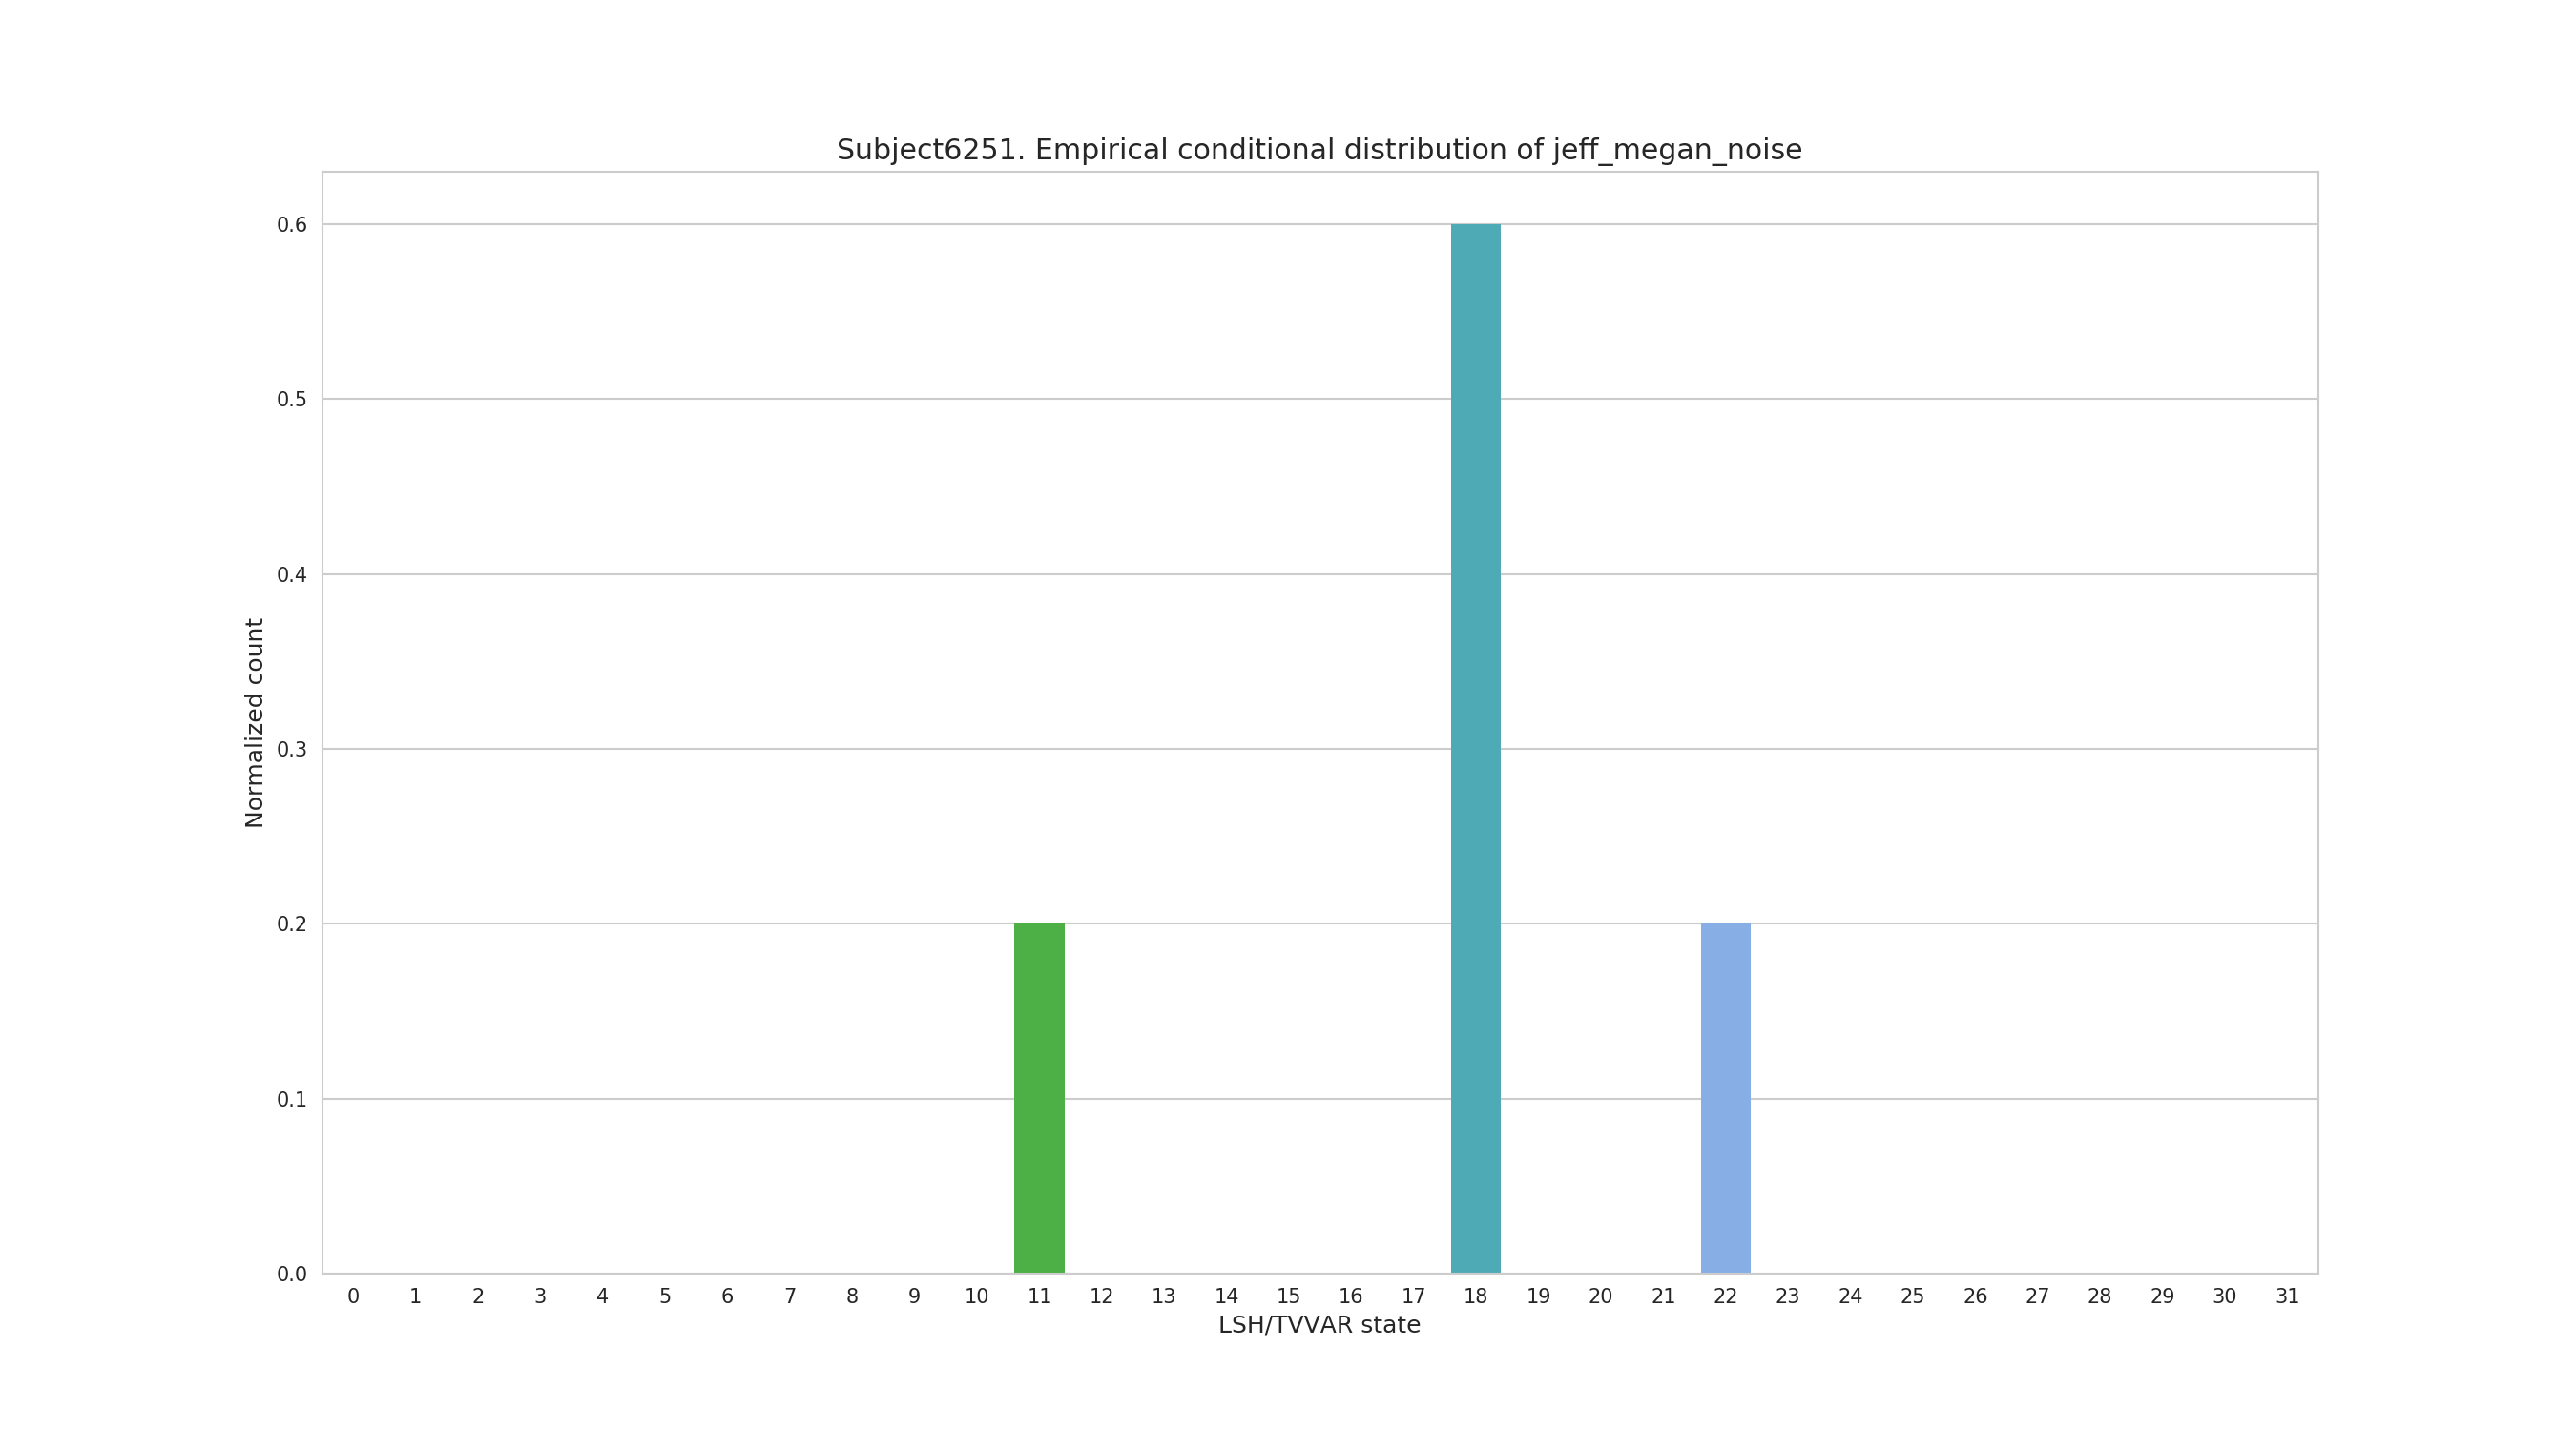 Subject6251. Empirical conditional distribution of jeff_megan_noise
0.6
0.5
0.4
0.3
0.2
0.1
0.0
Normalized count
0 1 2 3 4 5 6 7 8 9 10 11 12 13 14 15 16 17 18 19 20 21 22 23 24 25 26 27 28 29 30 31
LSH/TVVAR state